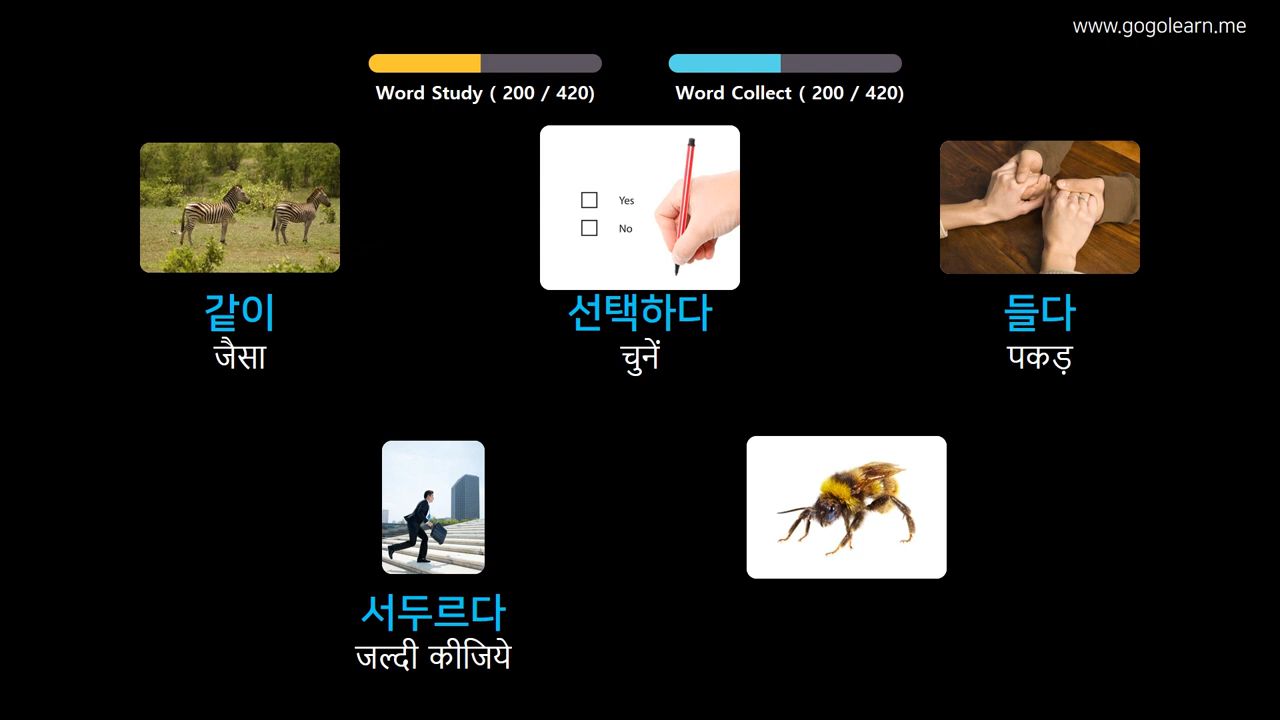 www.gogolearn.me
Word Study ( 200 / 420)
Word Collect ( 200 / 420)
Yes
No
같이
선택하다
들다
जैसा
चुनें
पकड़
서두르다
जल्दी कीजिये